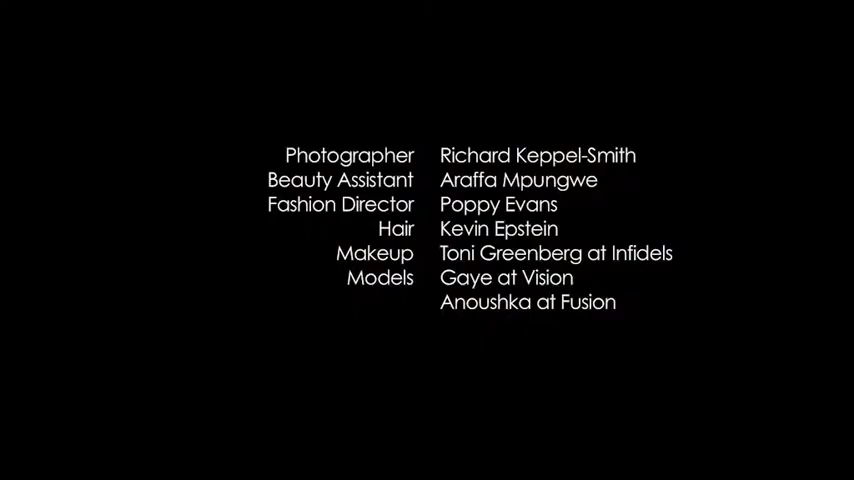 Photographer Richard Keppel-Smith
Beauty Assistant Araffa Mpungwe
Fashion Director Poppy Evans
Hair Kevin Epstein
Makeup Toni Greenberg at Infidels
Models Gaye at Vision
Anoushka at Fusion